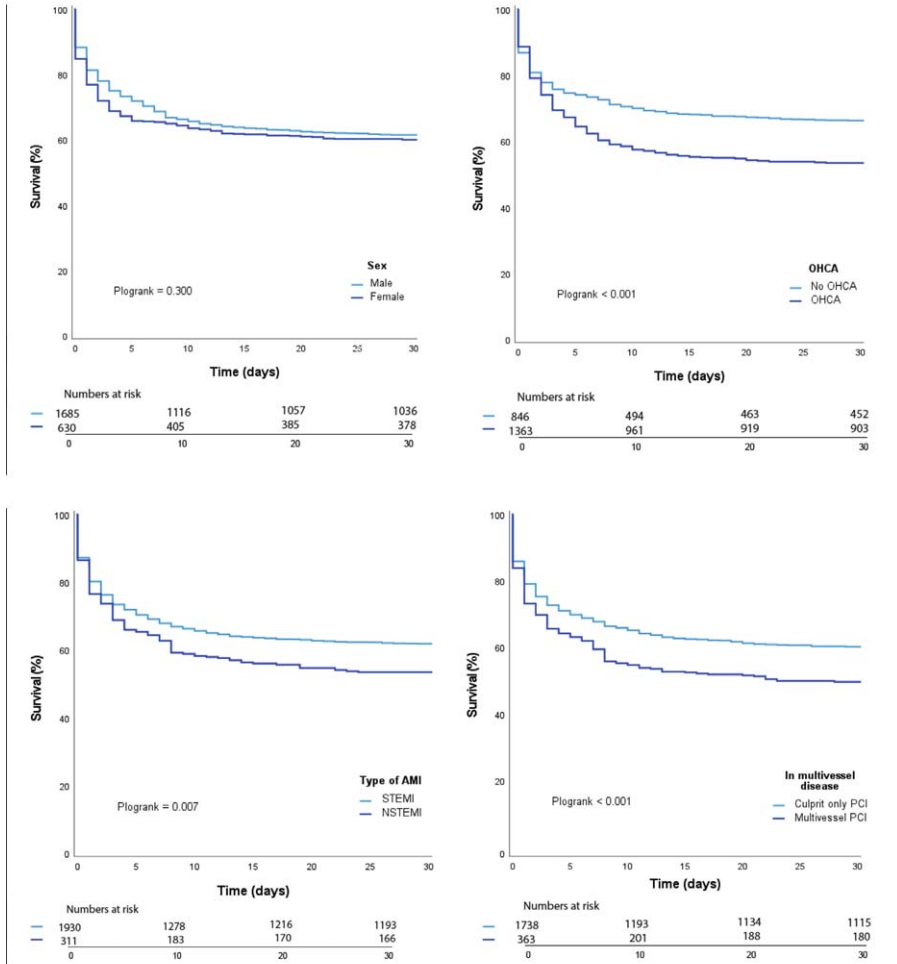 100
80
60
40
20
0
Survival (%)
Sex
Male
Female
Plogrank = 0.300
0 5 10 15 20 25 30
Time (days)
Numbers at risk
1685 1116 1057 1036
630 405 385 378
0 10 20 30
100
80
60
40
20
0
Survival (%)
OHCA
No OHCA
OHCA
Plogrank < 0.001
0 5 10 15 20 25 30
Time (days)
Numbers at risk
846 494 463 452
1363 961 919 903
0 10 20 30
100
80
60
40
20
0
Survival (%)
Type of AMI
STEMI
NSTEMI
Plogrank = 0.007
0 5 10 15 20 25 30
Time (days)
Numbers at risk
1930 1278 1216 1193
311 183 170 166
0 10 20 30
100
80
60
40
20
0
Survival (%)
In multivessel
disease
Culprit only PCI
Multivessel PCI
Plogrank < 0.001
0 5 10 15 20 25 30
Time (days)
Numbers at risk
1738 1193 1134 1115
363 201 188 180
0 10 20 30